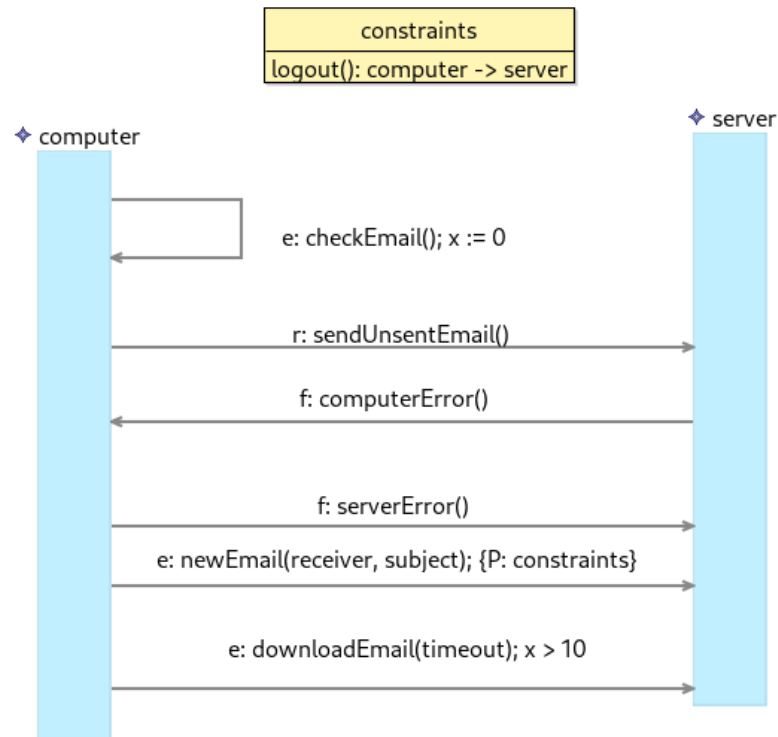 constraints
logout(): computer -> server
computer
server
e: checkEmail(); x := 0
r: sendUnsentEmail()
f: computerError()
f: serverError()
e: newEmail(receiver, subject); {P: constraints}
e: downloadEmail(timeout); x > 10